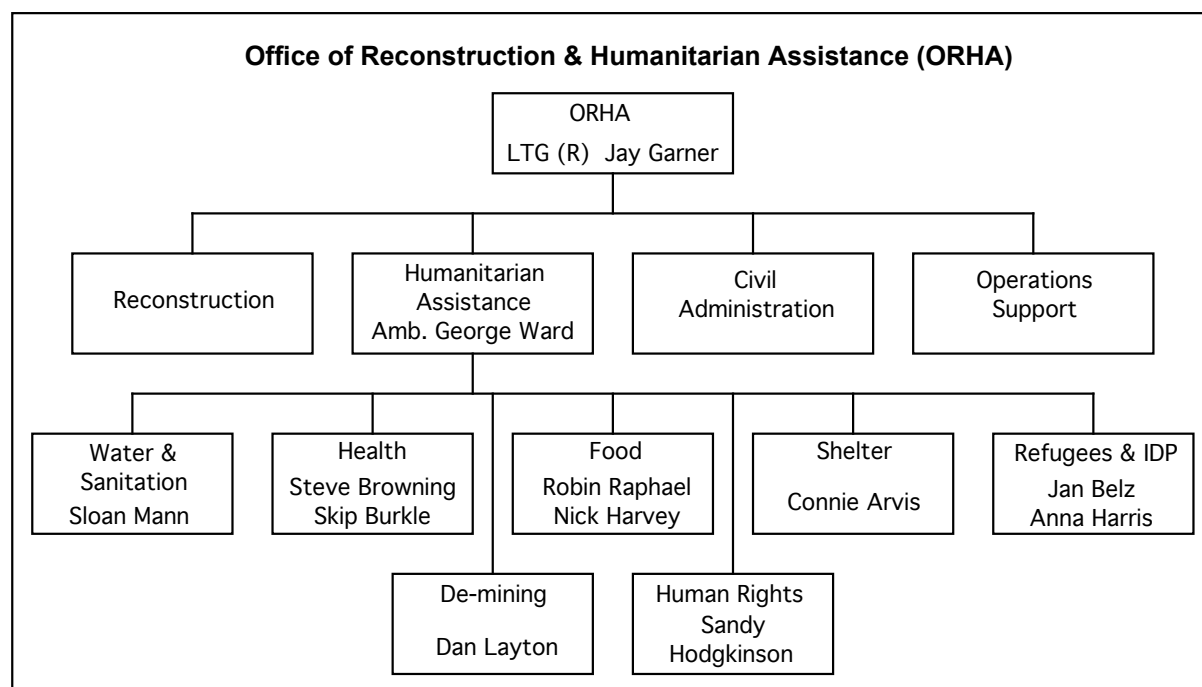 Office of Reconstruction & Humanitarian Assistance (ORHA)
ORHA
LTG (R) Jay Garner
Reconstruction
Humanitarian
Assistance
Amb. George Ward
Civil
Administration
Operations
Support
Water &
Sanitation
Sloan Mann
Health
Steve Browning
Skip Burkle
Food
Robin Raphael
Nick Harvey
Shelter
Connie Arvis
Refugees & IDP
Jan Belz
Anna Harris
De-mining
Dan Layton
Human Rights
Sandy
Hodgkinson